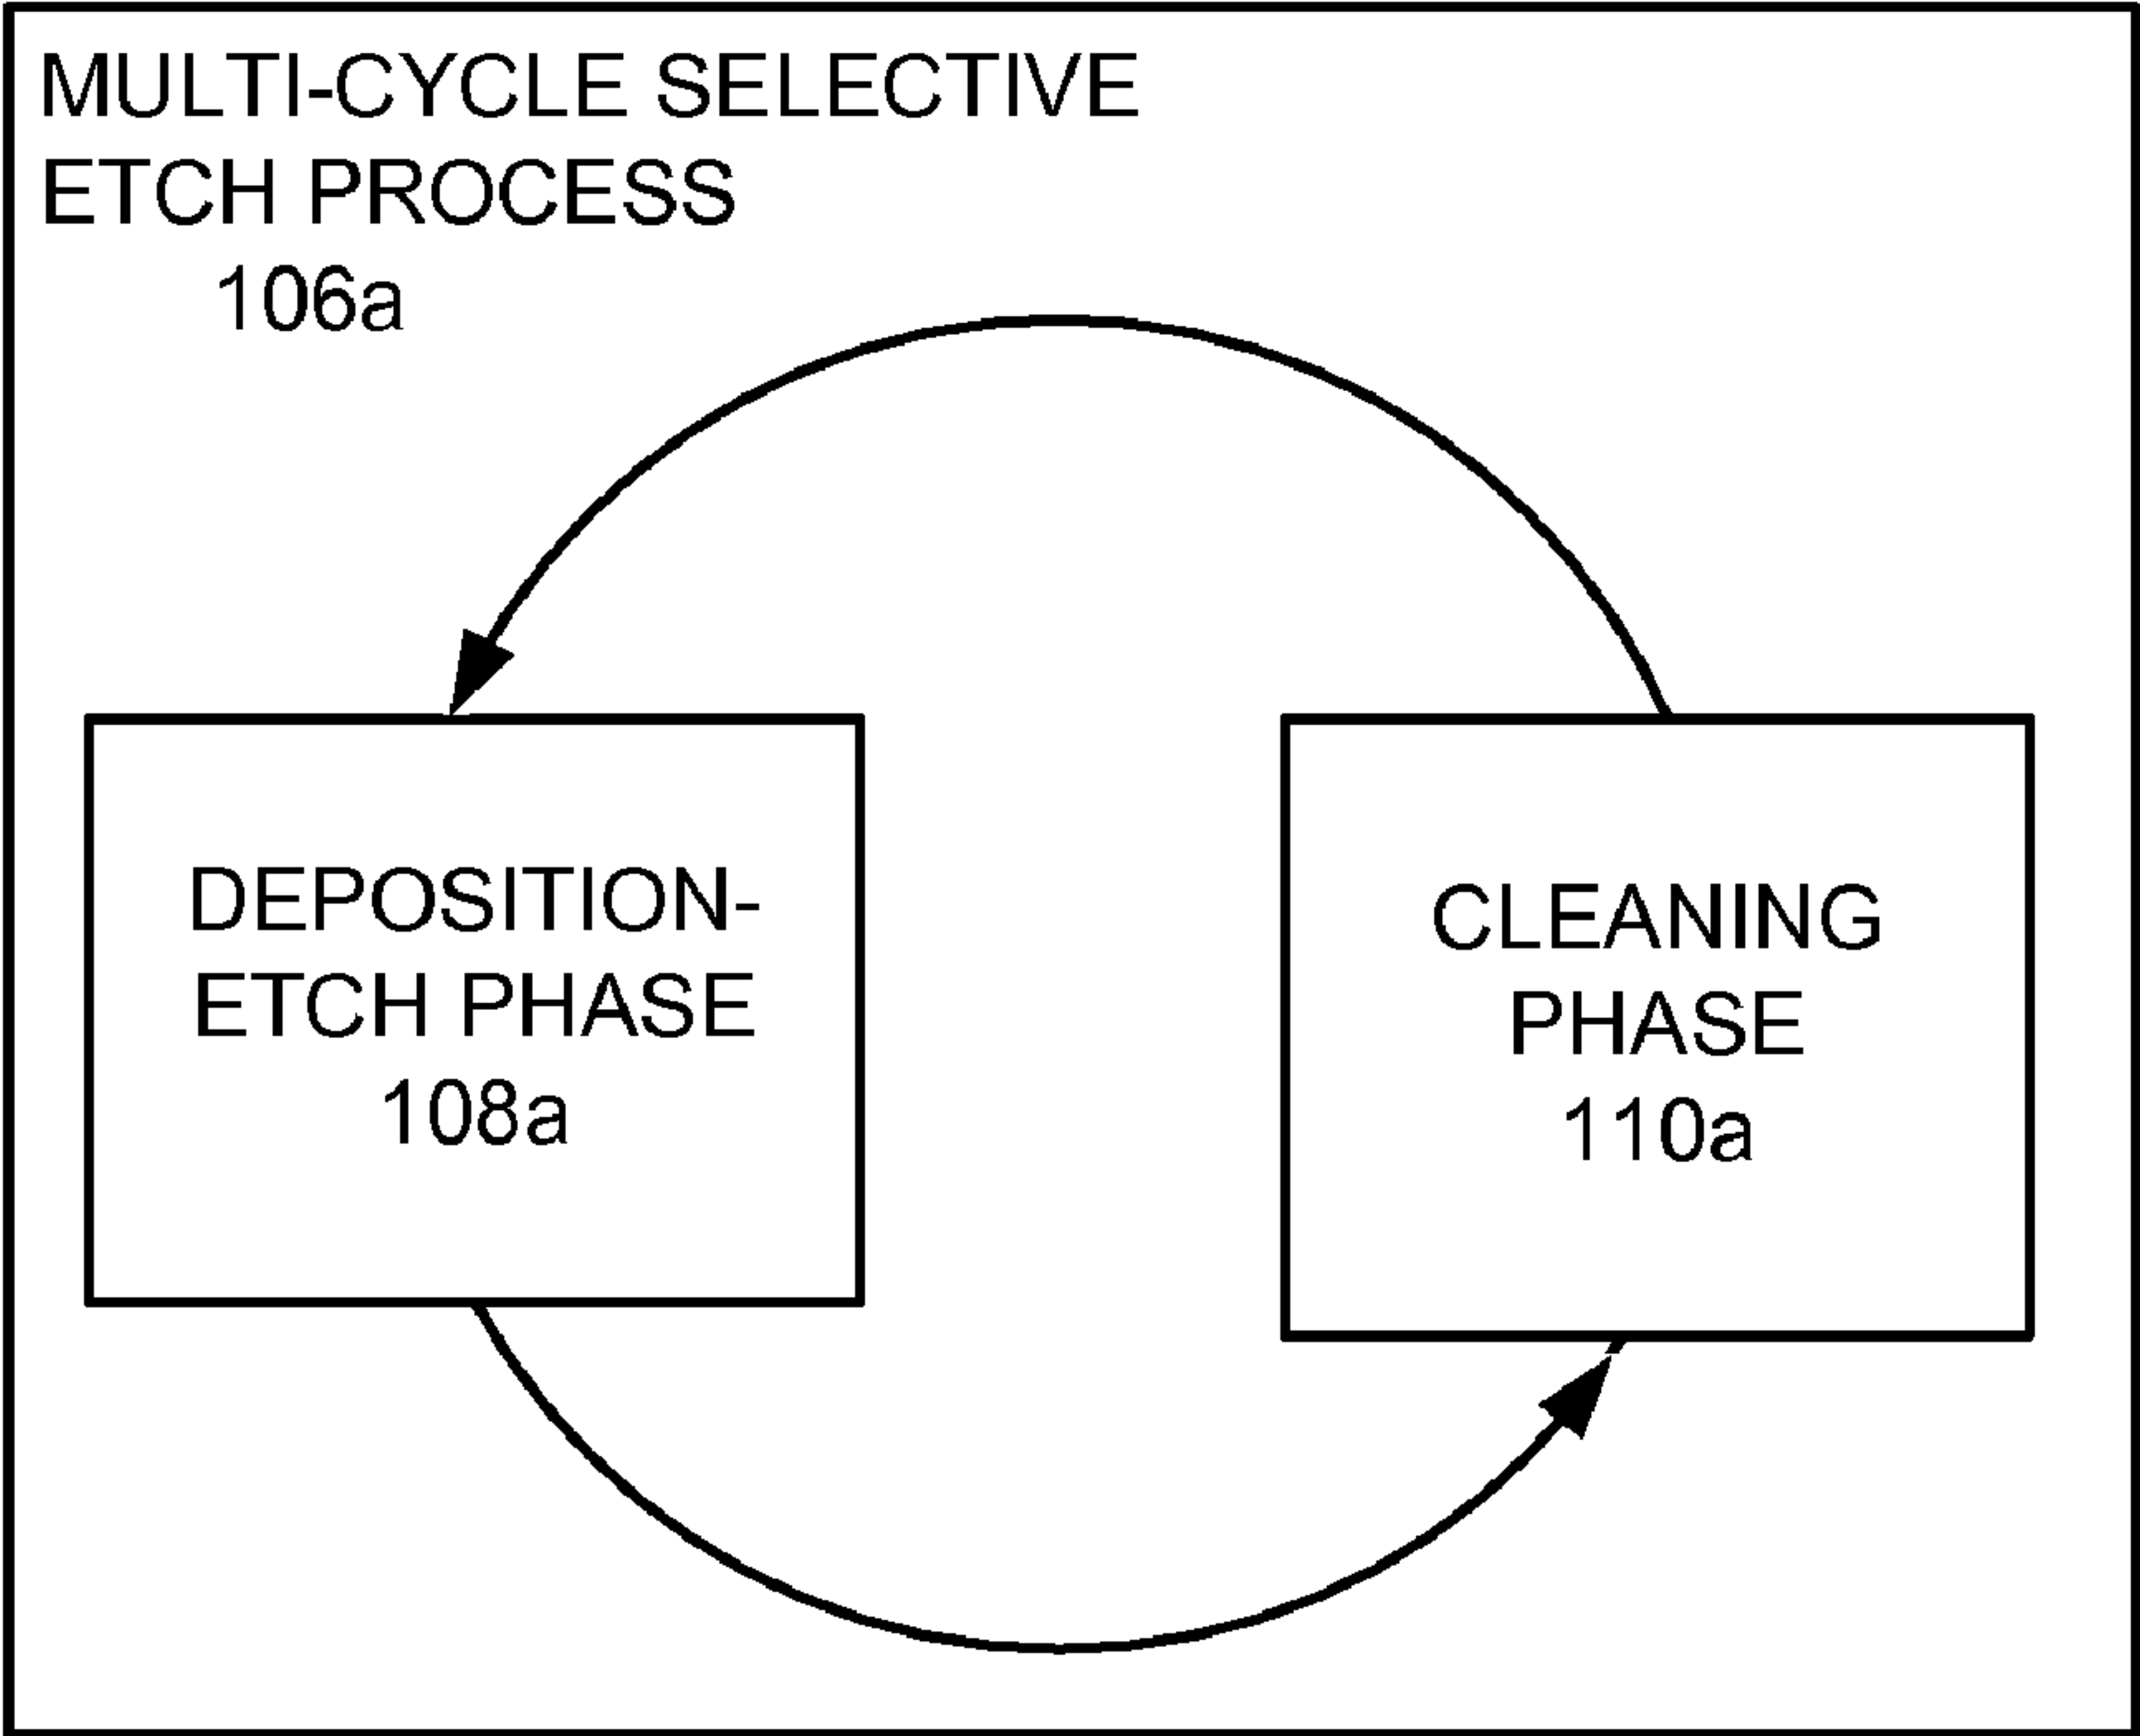 MULTI-CYCLE SELECTIVE
ETCH PROCESS
106a
DEPOSITION-
ETCH PHASE
108a
CLEANING
PHASE
110a